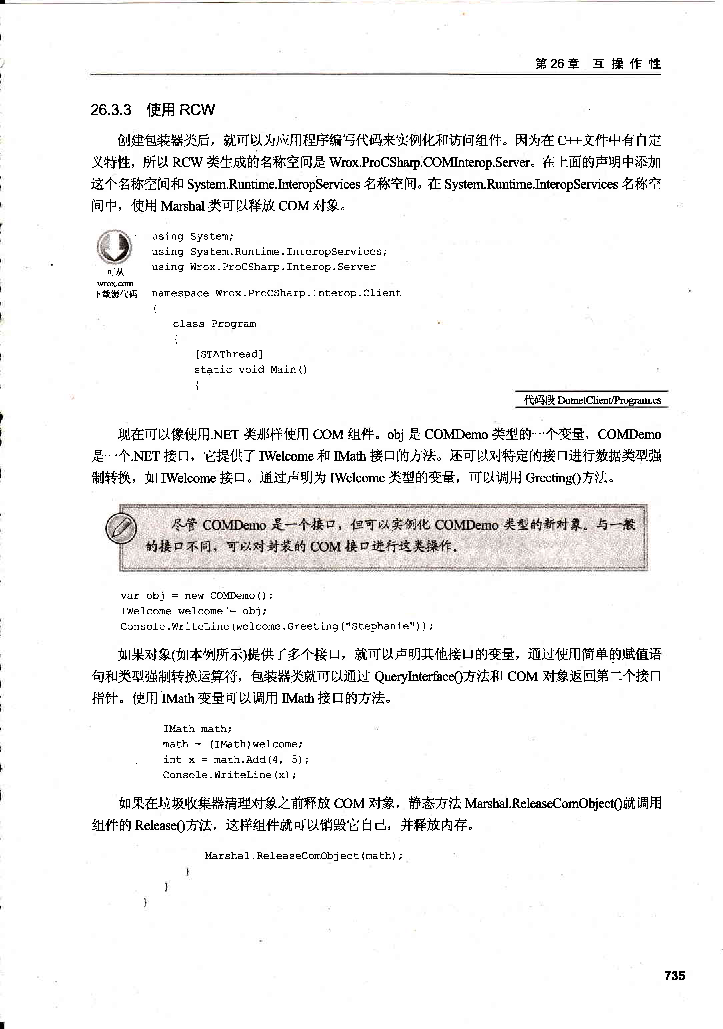 第 26 章 互 操 作 性
26.3.3 使用 RCW
创建包装器类后，就可以为应用程序编写代码来实例化和访问组件。因为在 C++文件中有自定
义特性，所以 RCW 类生成的名称空间是 Wrox.ProCSharp.COMInterop.Server。在上面的声明中添加
这个名称空间和 System.Runtime.InteropServices 名称空间。在 System.Runtime.InteropServices 名称空
间中，使用 Marshal 类可以释放 COM 对象。
using System;
using System.Runtime.InteropServices;
using Wrox.ProCSharp.Interop.Server
可从
wrox.com
下载源代码
namespace Wrox.ProCSharp.Interop.Client
{
class Program
{
[STAThread]
static void Main()
{
代码段 DotnetClient/Program.cs
现在可以像使用.NET 类那样使用 COM 组件。obj 是 COMDemo 类型的一个变量，COMDemo
是一个.NET 接口，它提供了 IWelcome 和 IMath 接口的方法。还可以对特定的接口进行数据类型强
制转换，如 IWelcome 接口。通过声明为 IWelcome 类型的变量，可以调用 Greeting()方法。
尽管 COMDemo 是一个接口，但可以实例化 COMDemo 类型的新对象。与一般
的接口不同，可以对封装的 COM 接口进行这类操作。
var obj = new COMDemo();
IWelcome welcome = obj;
Console.WriteLine(welcome.Greeting("Stephanie"));
如果对象(如本例所示)提供了多个接口，就可以声明其他接口的变量，通过使用简单的赋值语
句和类型强制转换运算符，包装器类就可以通过 QueryInterface()方法和 COM 对象返回第二个接口
指针。使用 IMath 变量可以调用 IMath 接口的方法。
IMath math;
math = (IMath)welcome;
int x = math.Add(4, 5);
Console.WriteLine(x);
如果在垃圾收集器清理对象之前释放 COM 对象，静态方法 Marshal.ReleaseComObject()就调用
组件的 Release()方法，这样组件就可以销毁它自己，并释放内存。
Marshal.ReleaseComObject(math);
}
}
}
735